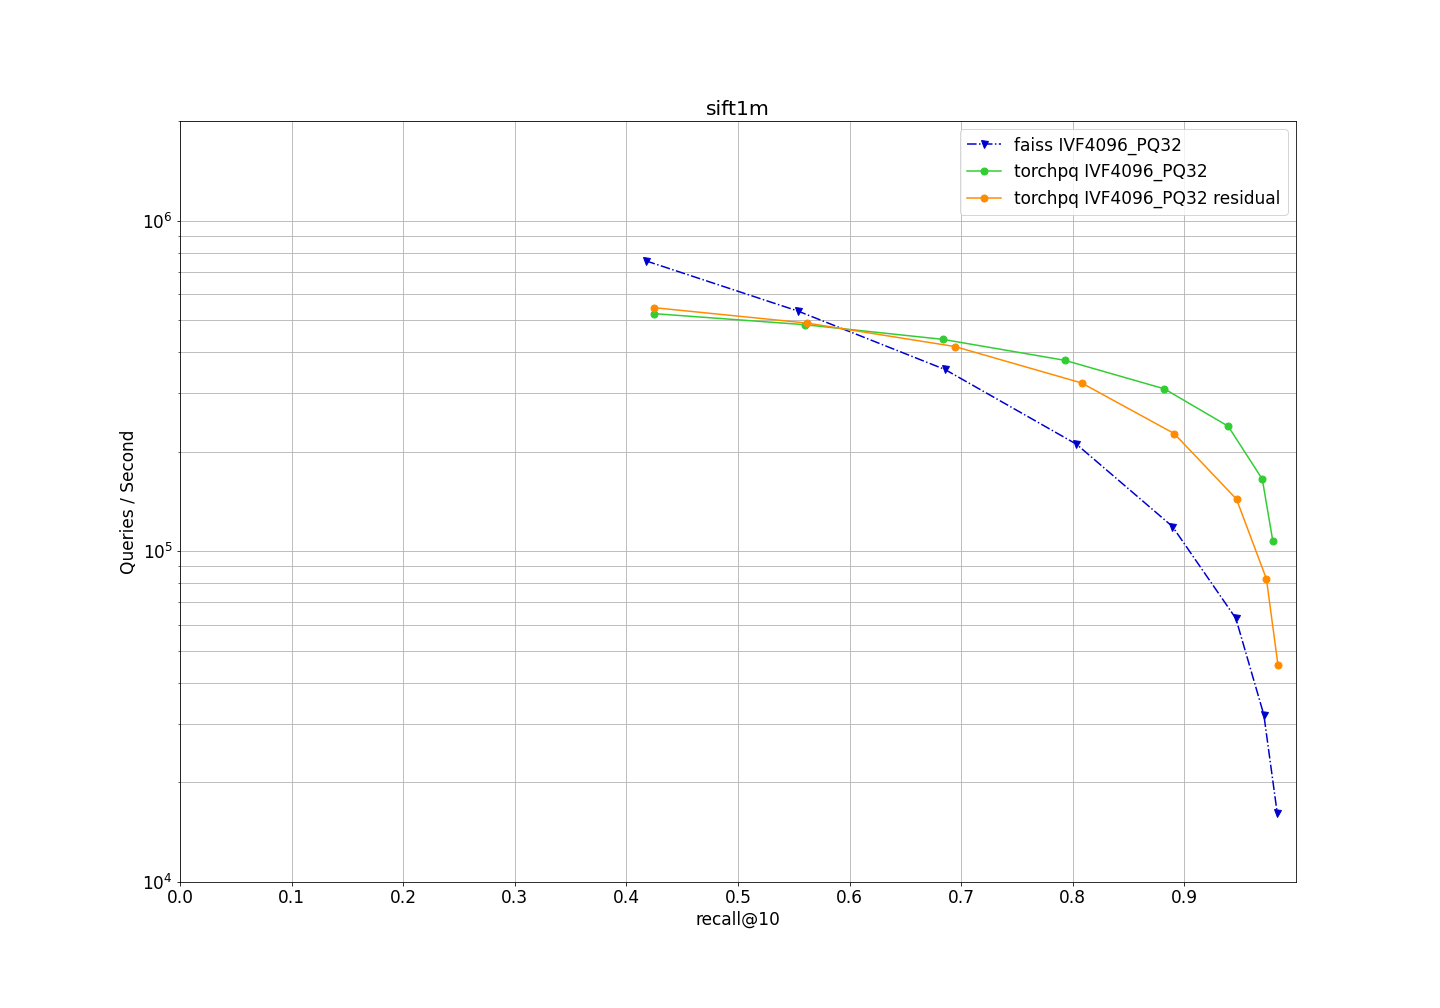 sift1m
faiss IVF4096_PQ32
torchpq IVF4096_PQ32
torchpq IVF4096_PQ32 residual
Queries / Second
10^6
10^5
10^4
0.0 0.1 0.2 0.3 0.4 0.5 0.6 0.7 0.8 0.9
recall@10